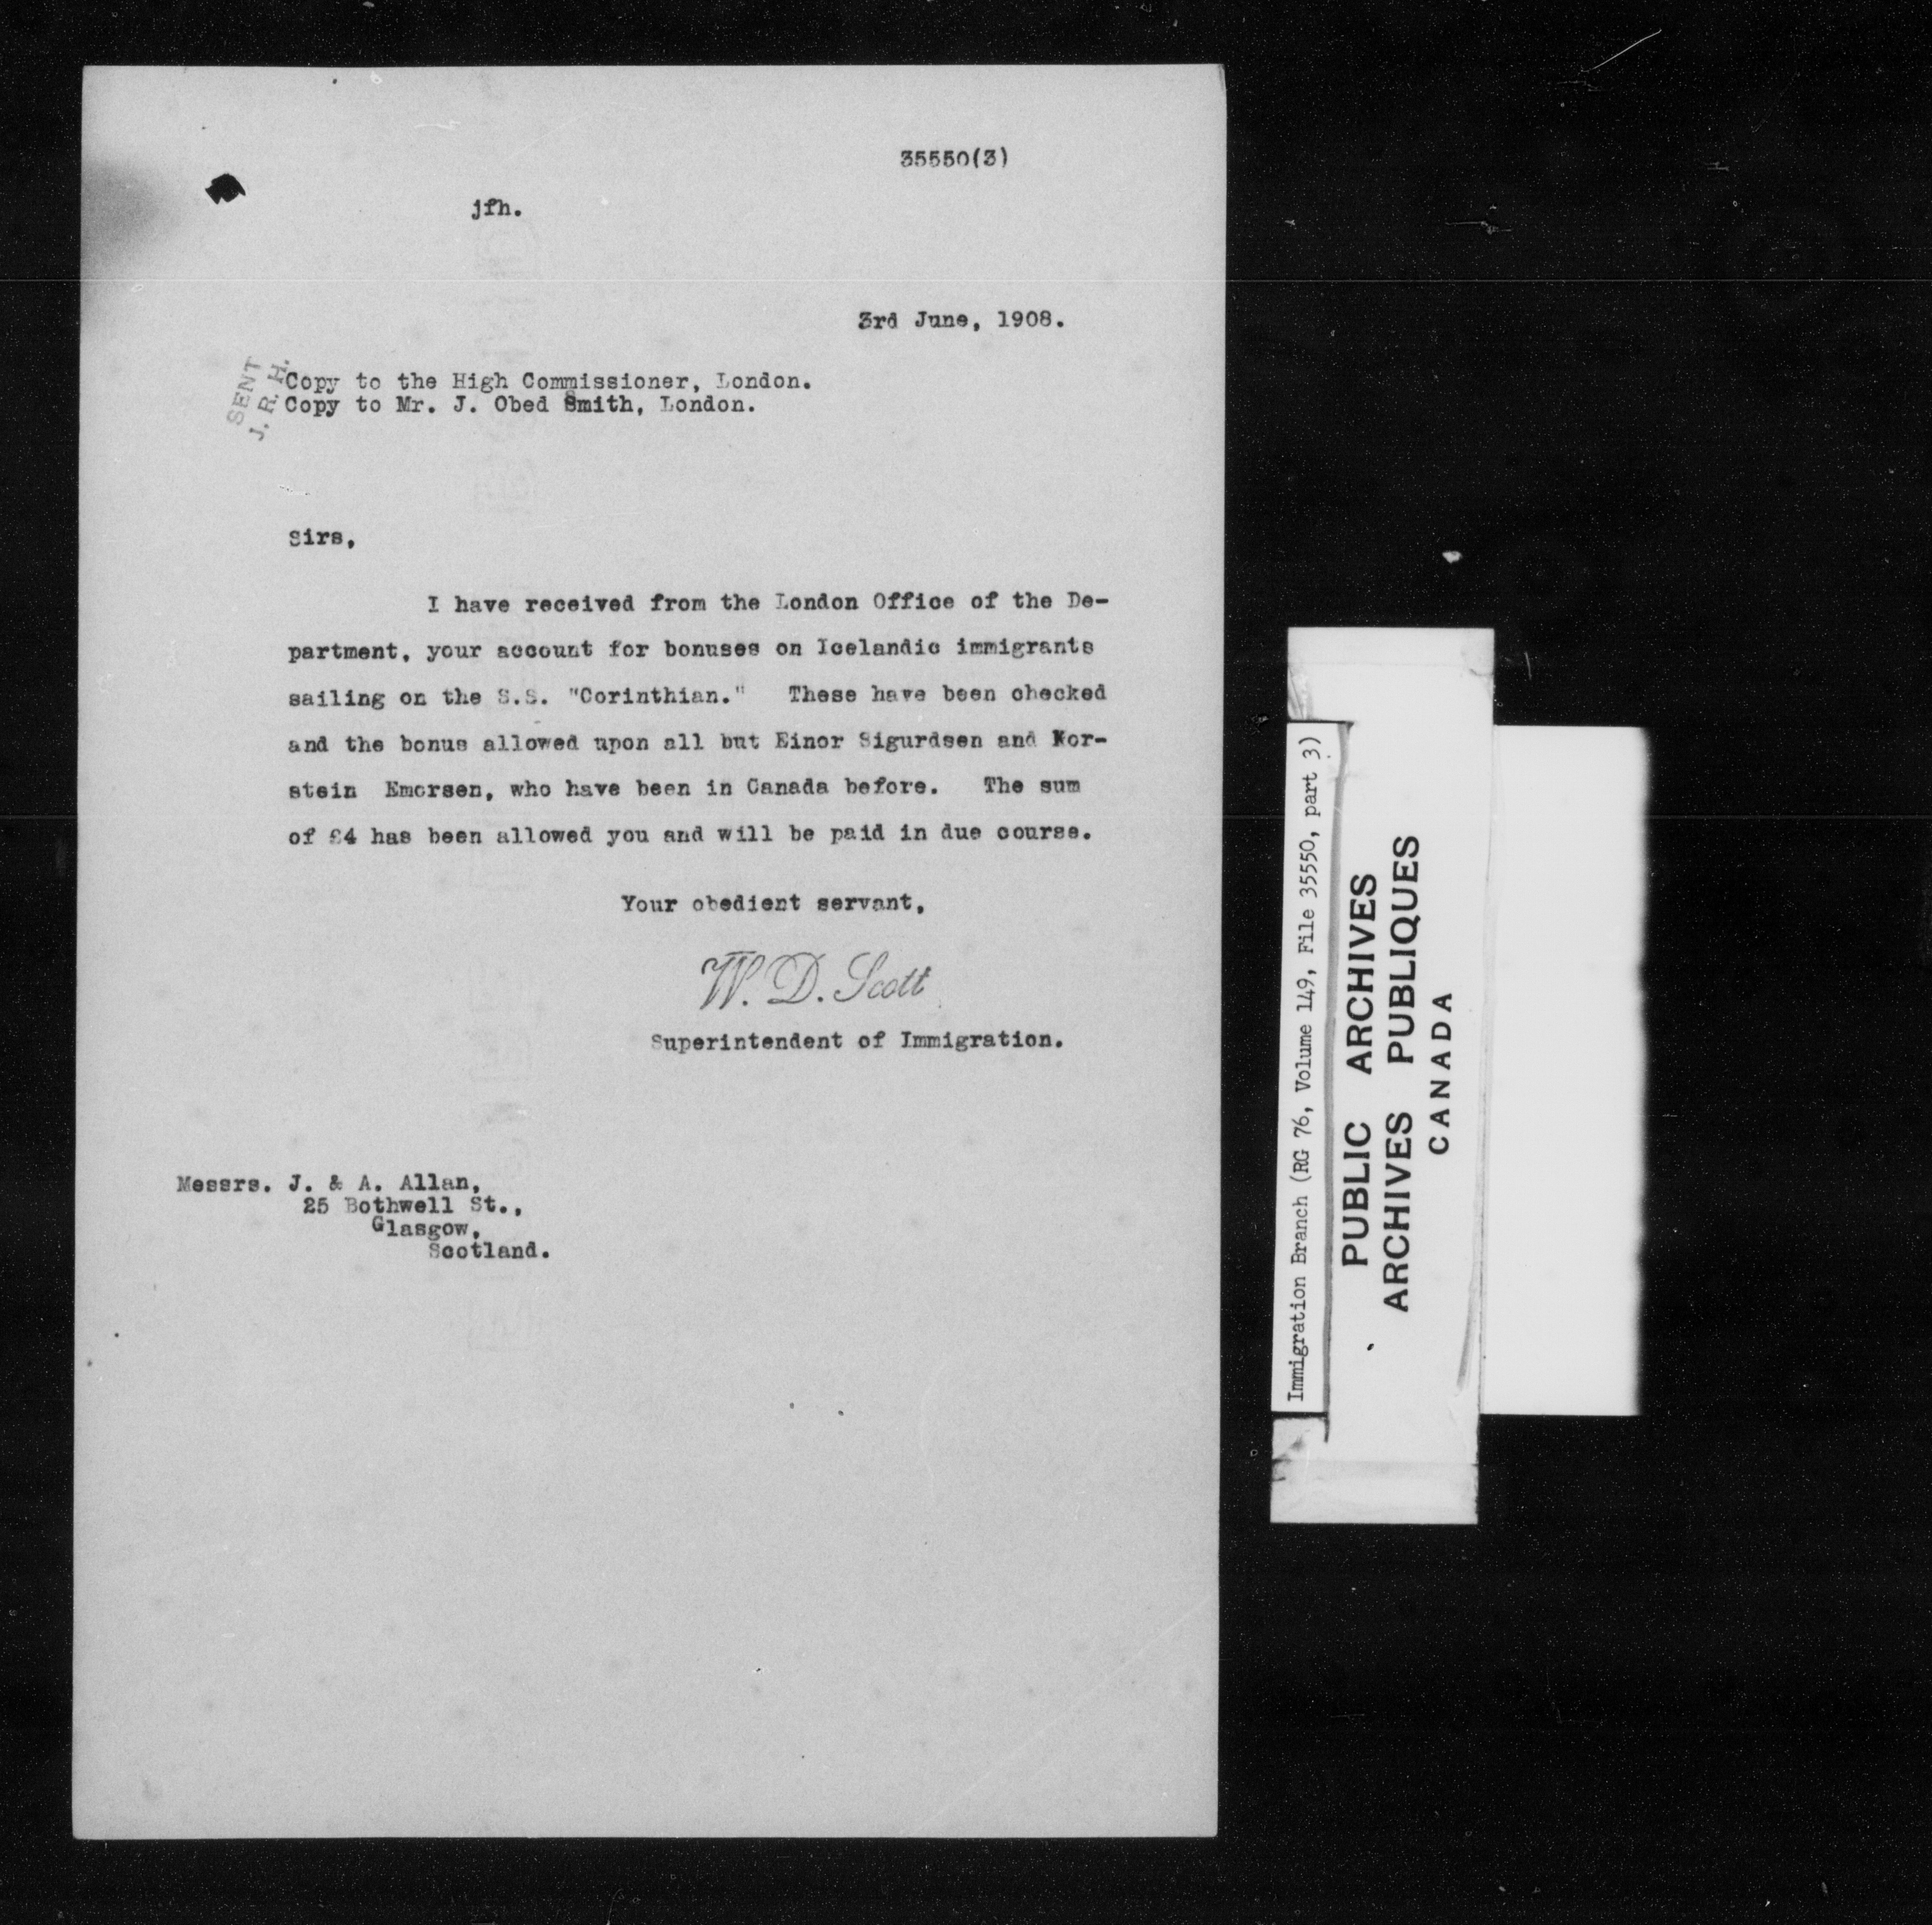 35550(3)
jfh.
3rd June, 1908.
SENT
J. R. H.
Copy to the High Commissioner, London.
Copy to Mr. J. Obed Smith, London.
Sirs,
I have received from the London Office of the De-
partment, your account for bonuses on Icelandic immigrants
sailing on the S.S. "Corinthian." These have been checked
and the bonus allowed upon all but Einor Sigurdsen and Nor-
stein Emorsen, who have been in Canada before. The sum
of £4 has been allowed you and will be paid in due course.
Your obedient servant,
W. D. Scott
Superintendent of Immigration.
Messrs. J. & A. Allan,
25 Bothwell St.,
Glasgow,
Scotland.
Immigration Branch (RG 76, Volume 149, File 35550, part 3)
PUBLIC ARCHIVES
ARCHIVES PUBLIQUES
CANADA